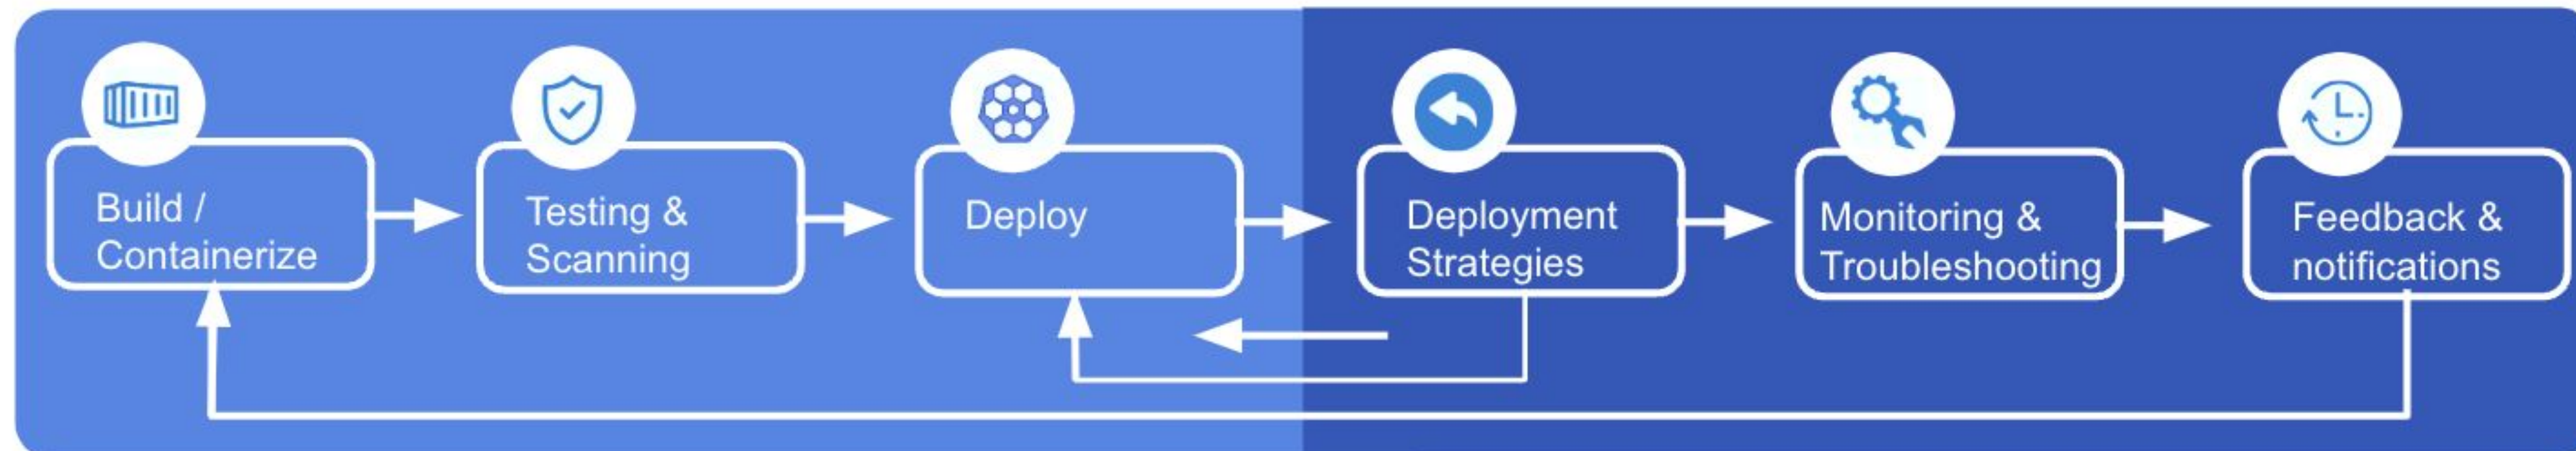 Build /
Containerize
Testing &
Scanning
Deploy
Deployment
Strategies
Monitoring &
Troubleshooting
Feedback &
notifications